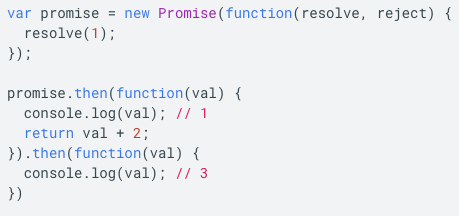 var promise = new Promise(function(resolve, reject) {
  resolve(1);
});

promise.then(function(val) {
  console.log(val); // 1
  return val + 2;
}).then(function(val) {
  console.log(val); // 3
})